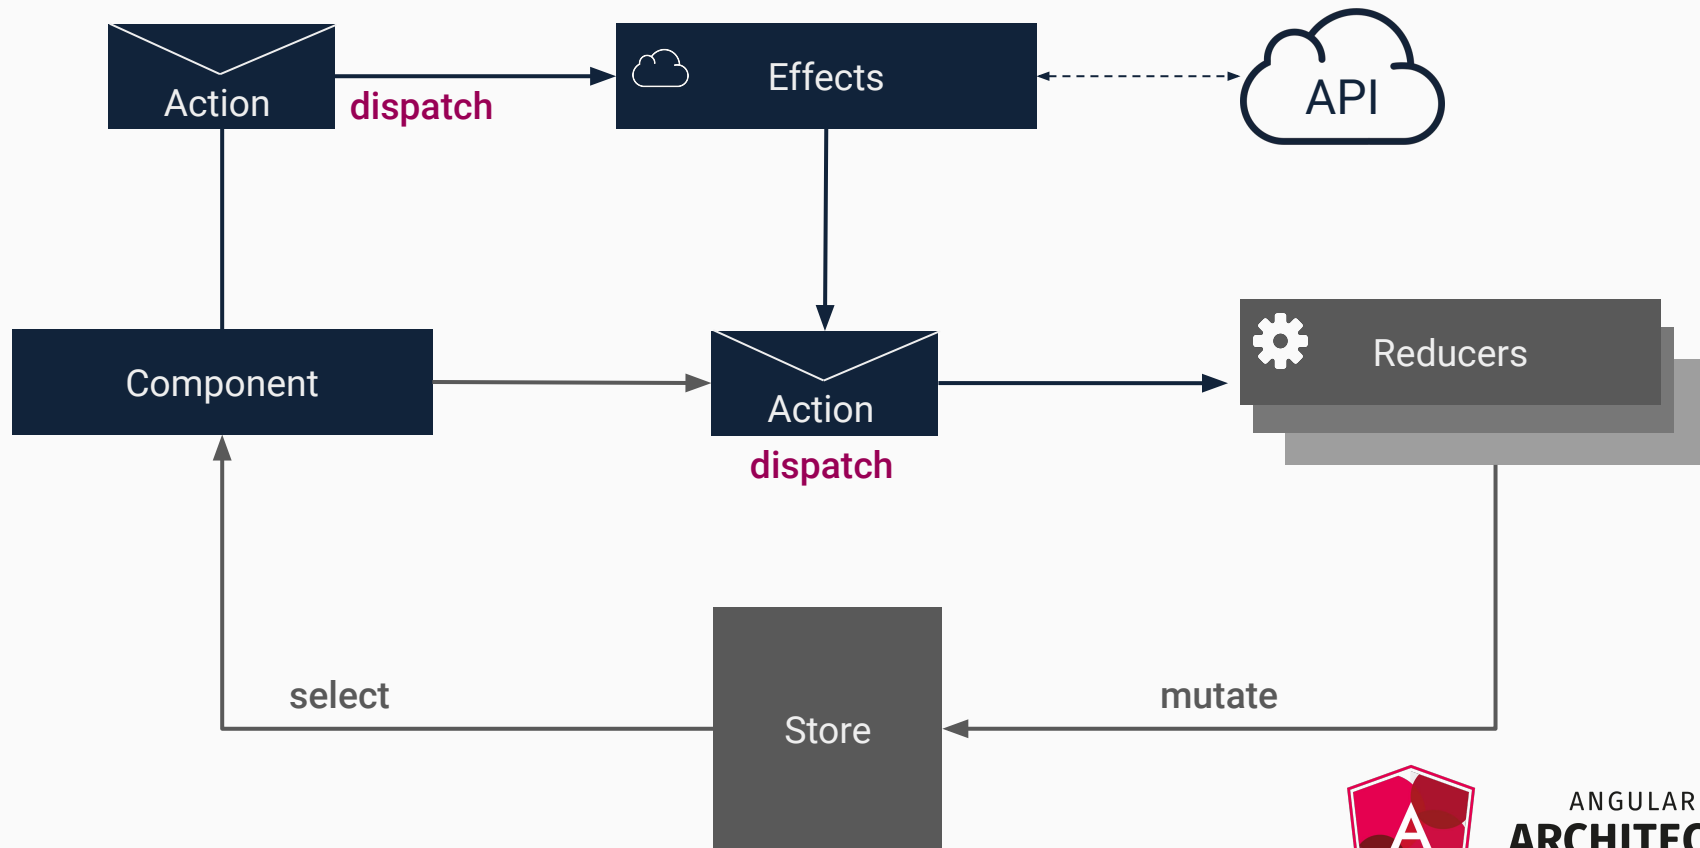 Action
dispatch
Effects
API
Component
Action
dispatch
Reducers
select
mutate
Store
ANGULAR